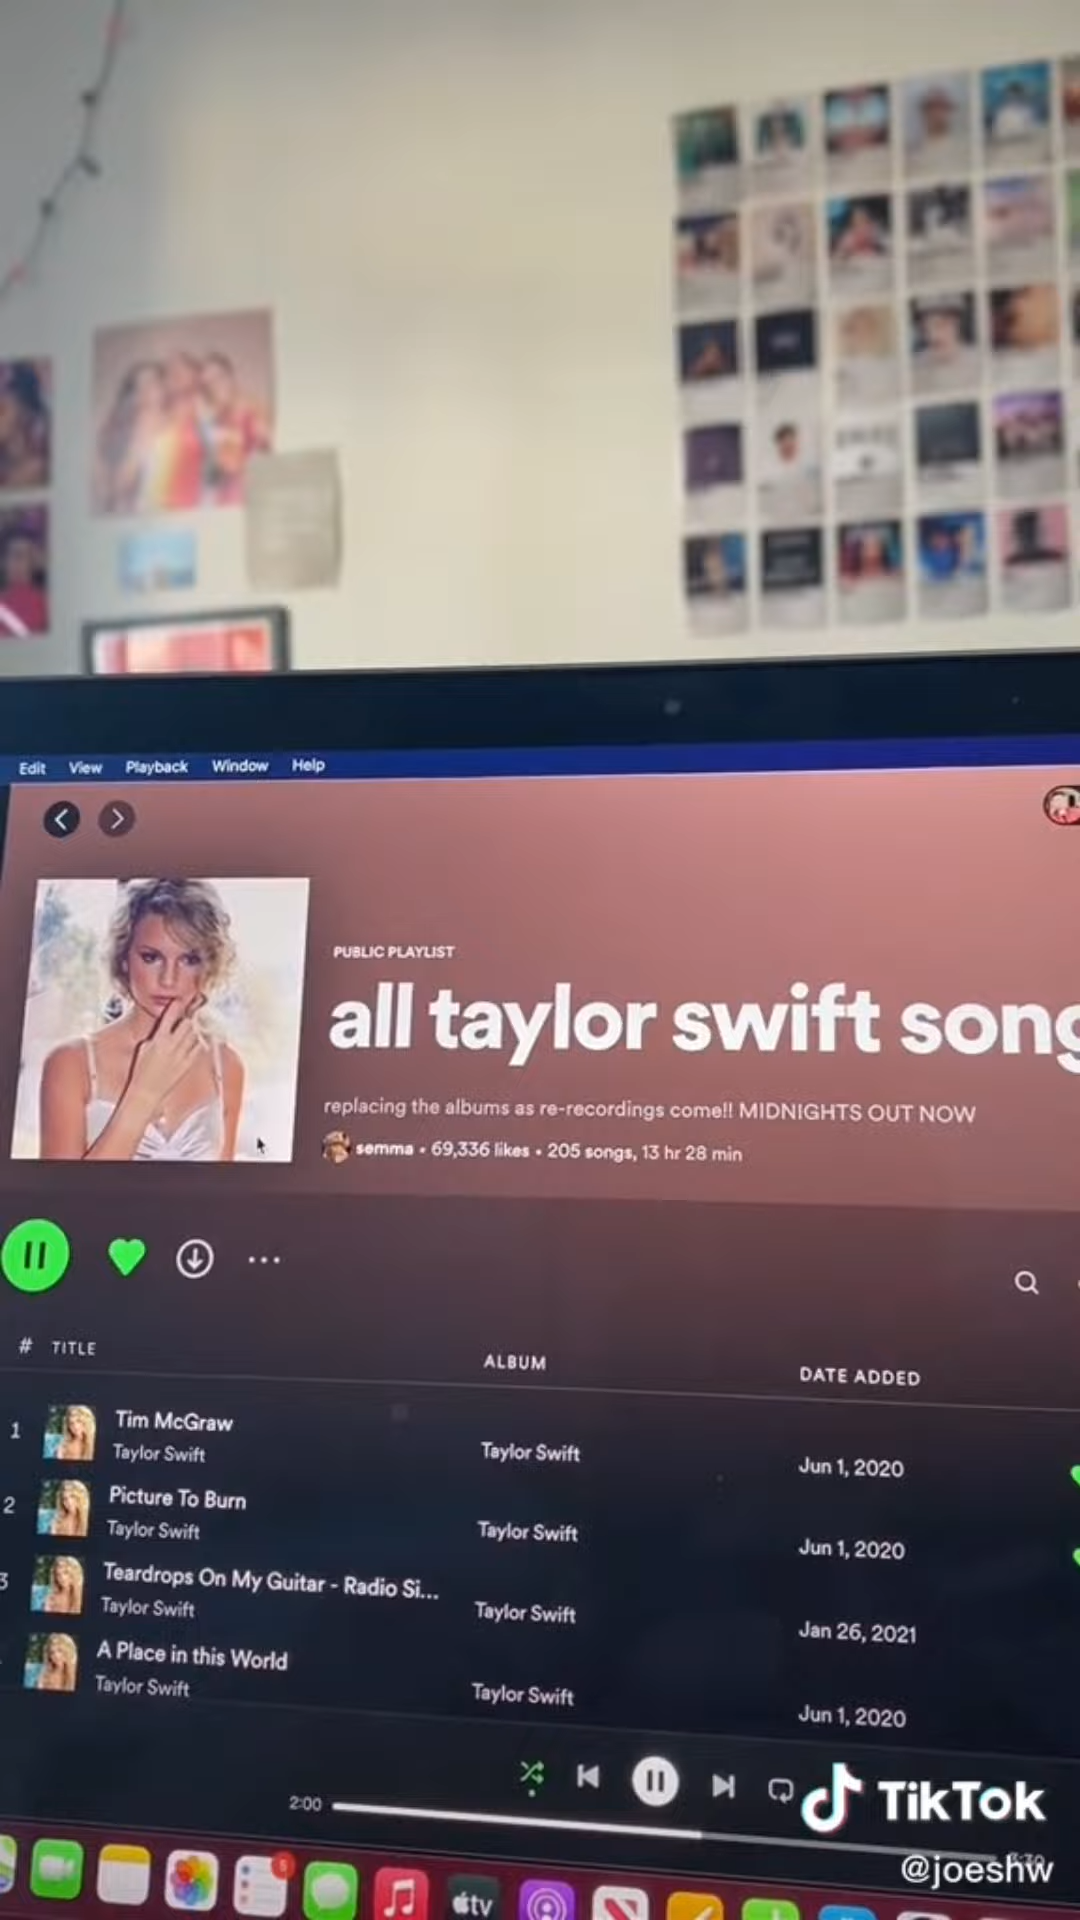 Edit View Playback Window Help
PUBLIC PLAYLIST
all taylor swift song
replacing the albums as re-recordings come!! MIDNIGHTS OUT NOW
semma • 69,336 likes • 205 songs, 13 hr 28 min
# TITLE ALBUM DATE ADDED
1 Tim McGraw
Taylor Swift Taylor Swift Jun 1, 2020
2 Picture To Burn
Taylor Swift Taylor Swift Jun 1, 2020
3 Teardrops On My Guitar - Radio Si...
Taylor Swift Taylor Swift Jan 26, 2021
A Place in this World
Taylor Swift Taylor Swift Jun 1, 2020
2:00
TikTok
@joeshw
tv